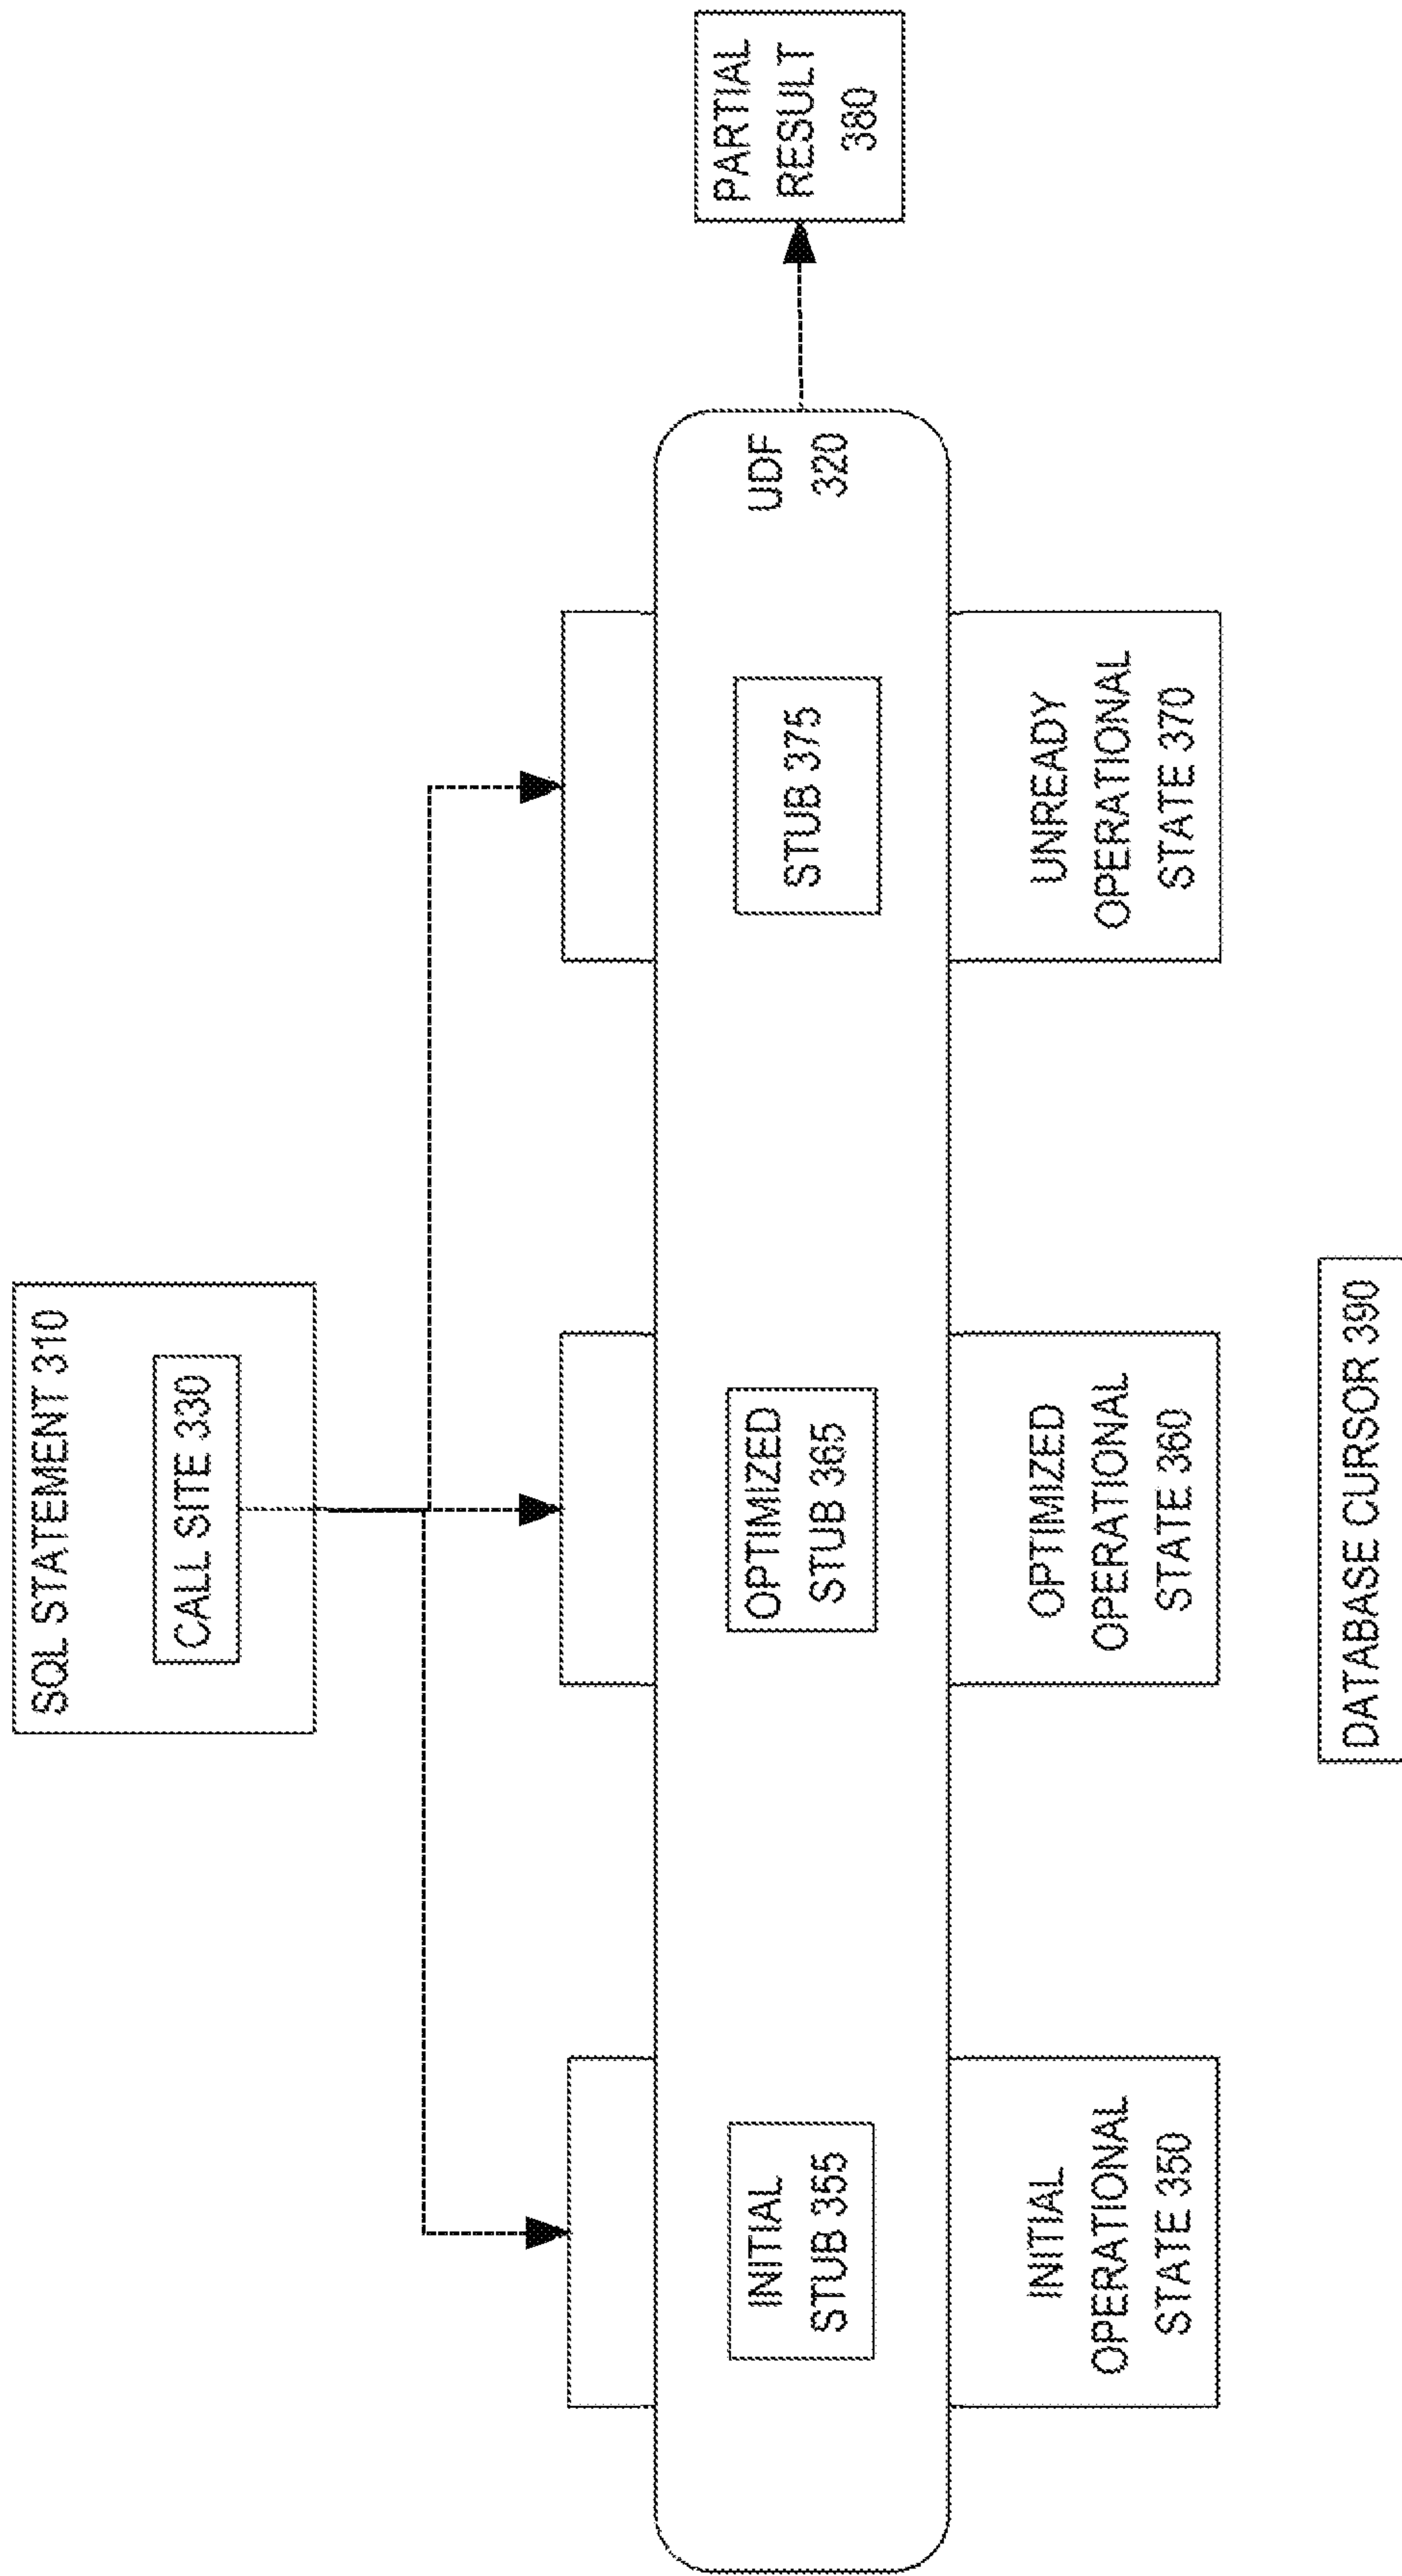 SQL STATEMENT 310
CALL SITE 330
INITIAL
STUB 355
OPTIMIZED
STUB 365
STUB 375
UDF
320
PARTIAL
RESULT
380
INITIAL
OPERATIONAL
STATE 350
OPTIMIZED
OPERATIONAL
STATE 360
UNREADY
OPERATIONAL
STATE 370
DATABASE CURSOR 390